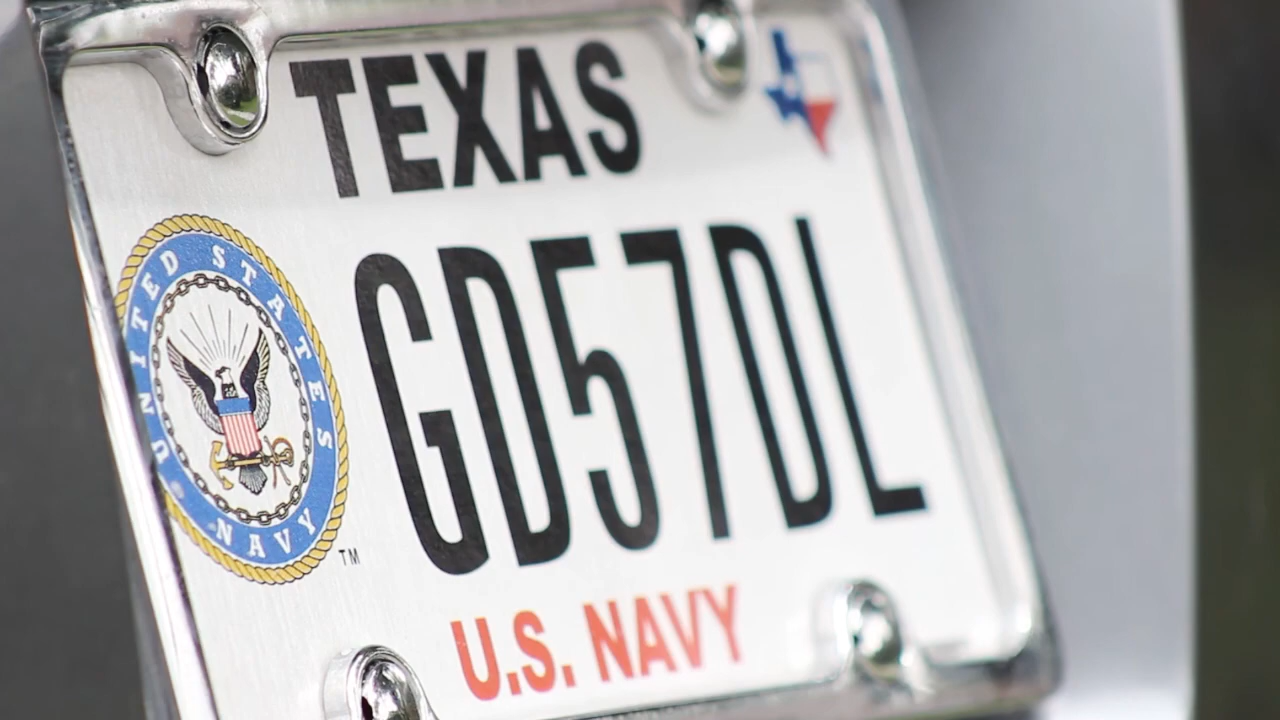 TEXAS
UNITED STATES
GD57DL
NAVY
TM
U.S. NAVY